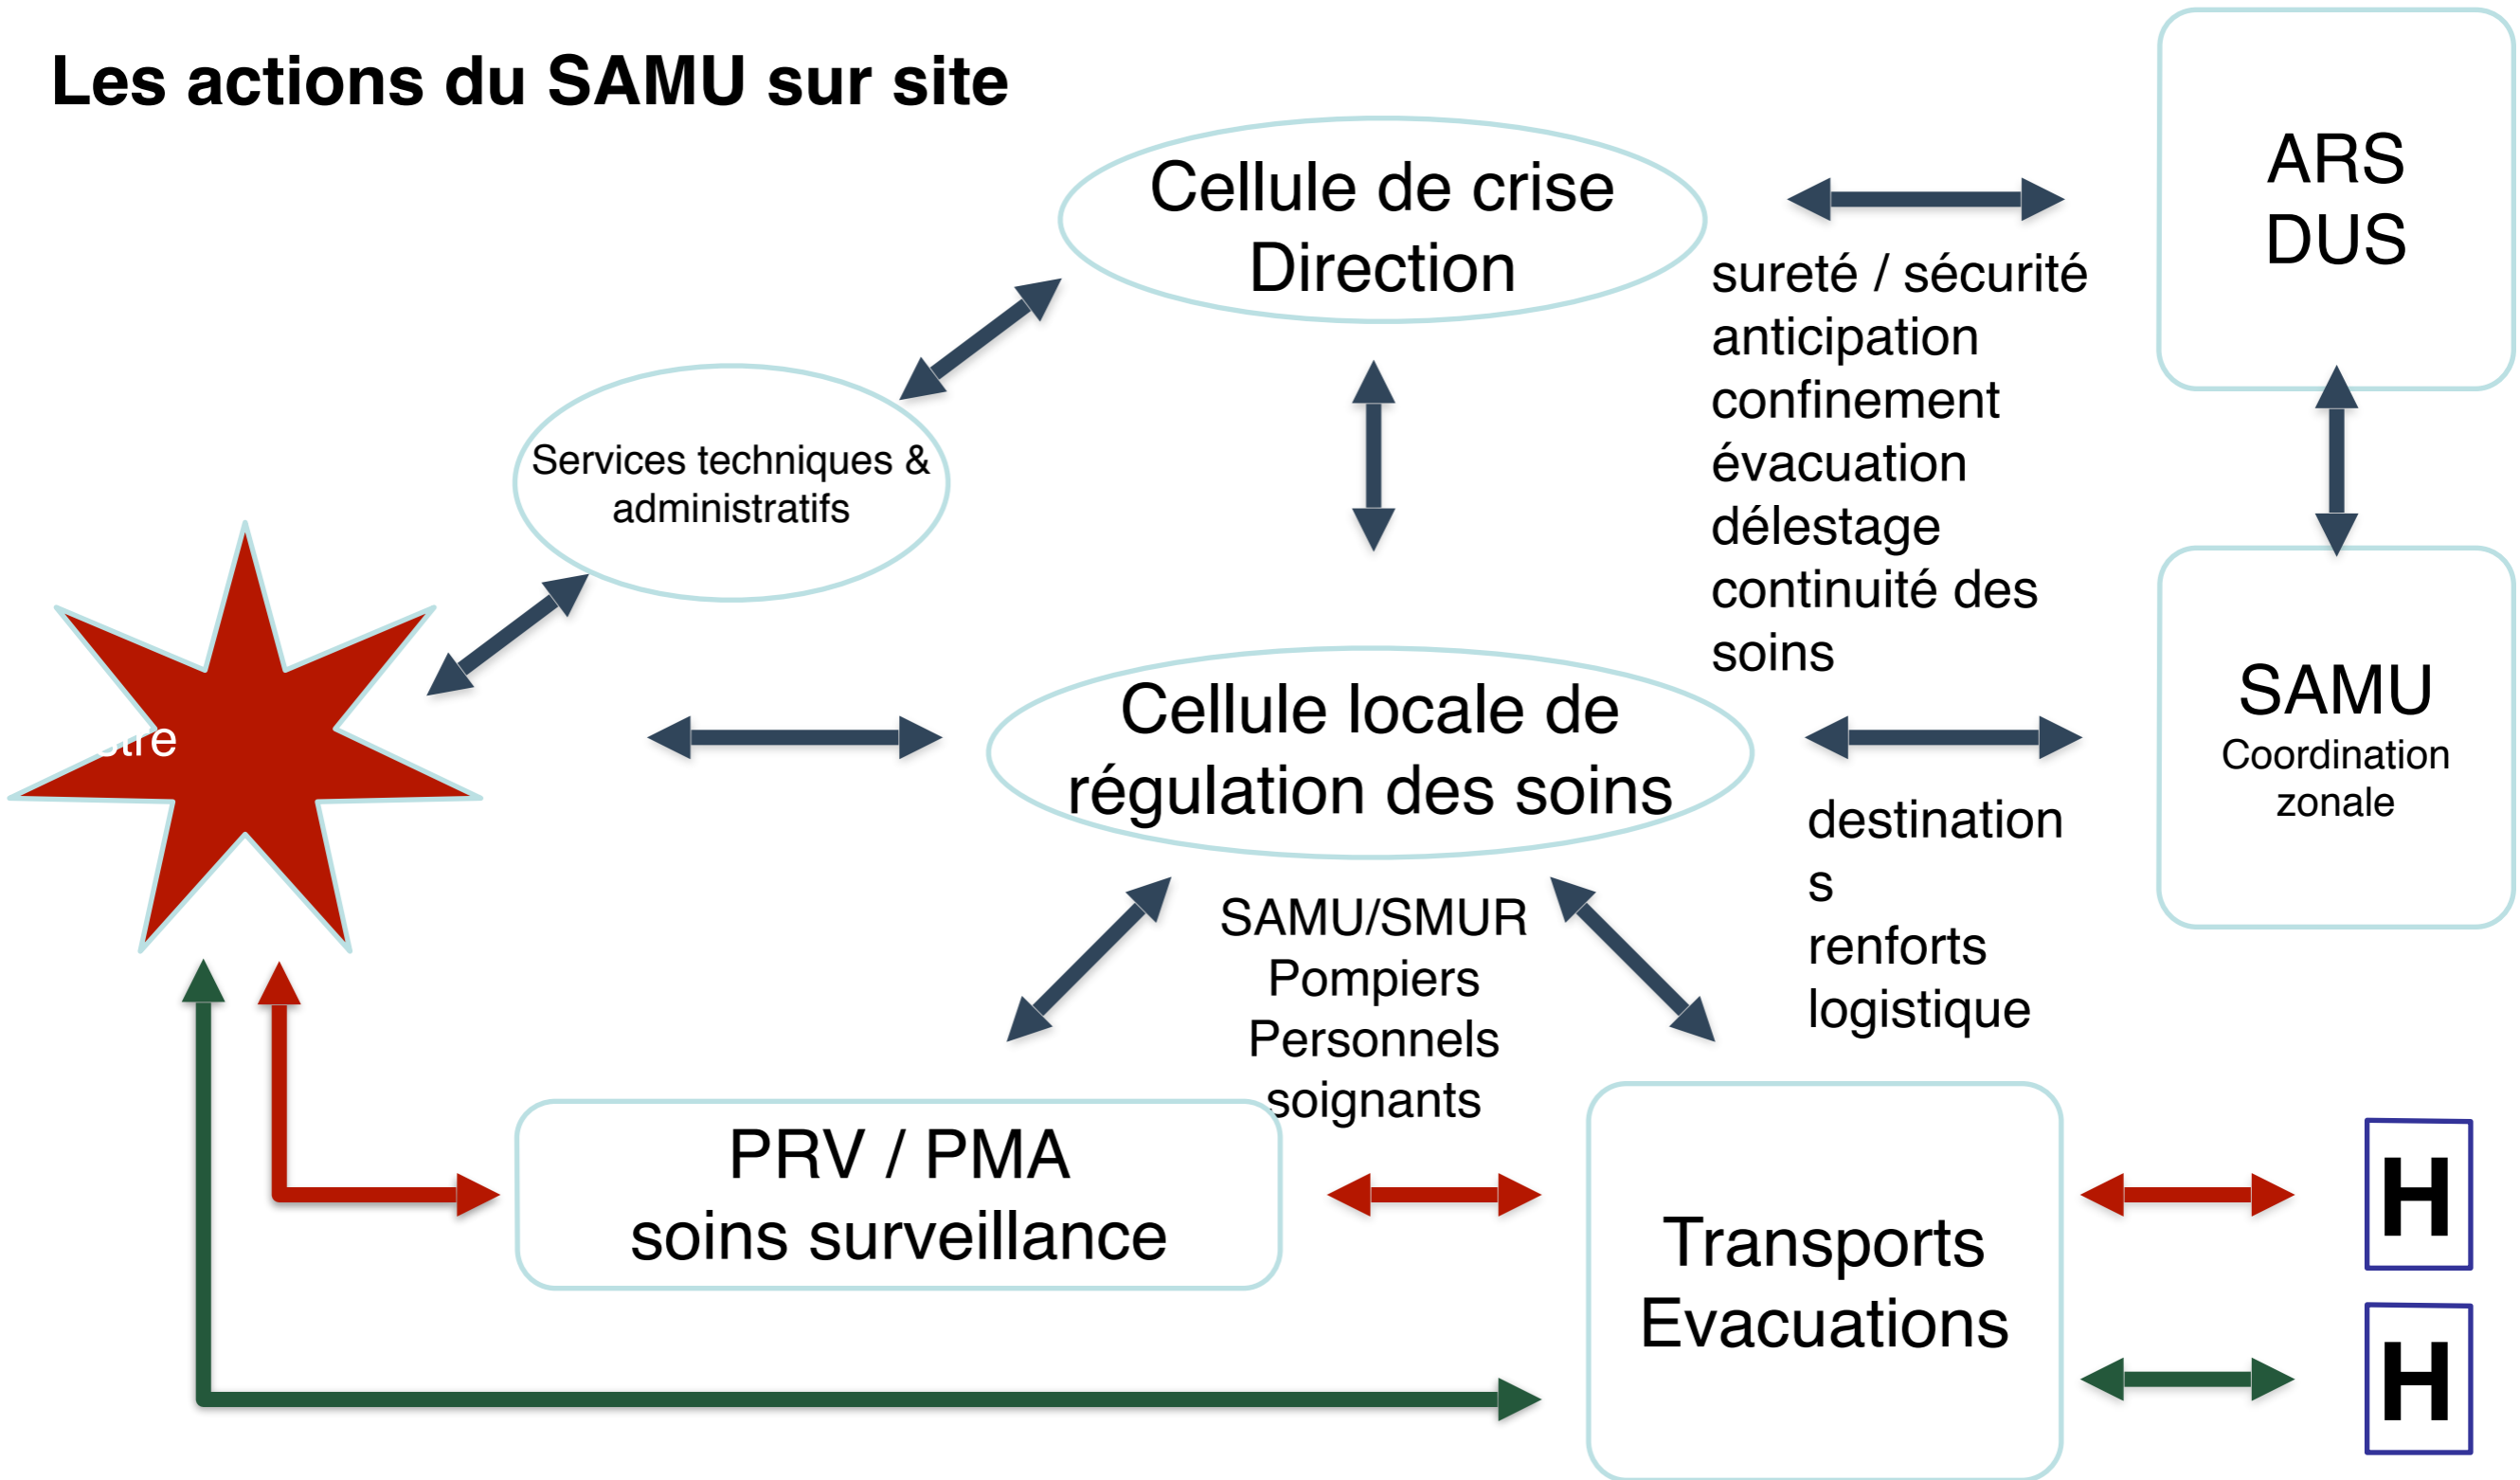 Les actions du SAMU sur site
Cellule de crise
Direction
ARS
DUS
sureté / sécurité
anticipation
confinement
évacuation
délestage
continuité des
soins
Services techniques &
administratifs
Cellule locale de
régulation des soins
SAMU
Coordination
zonale
destination
s
renforts
logistique
SAMU/SMUR
Pompiers
Personnels
soignants
PRV / PMA
soins surveillance
Transports
Evacuations
H
H